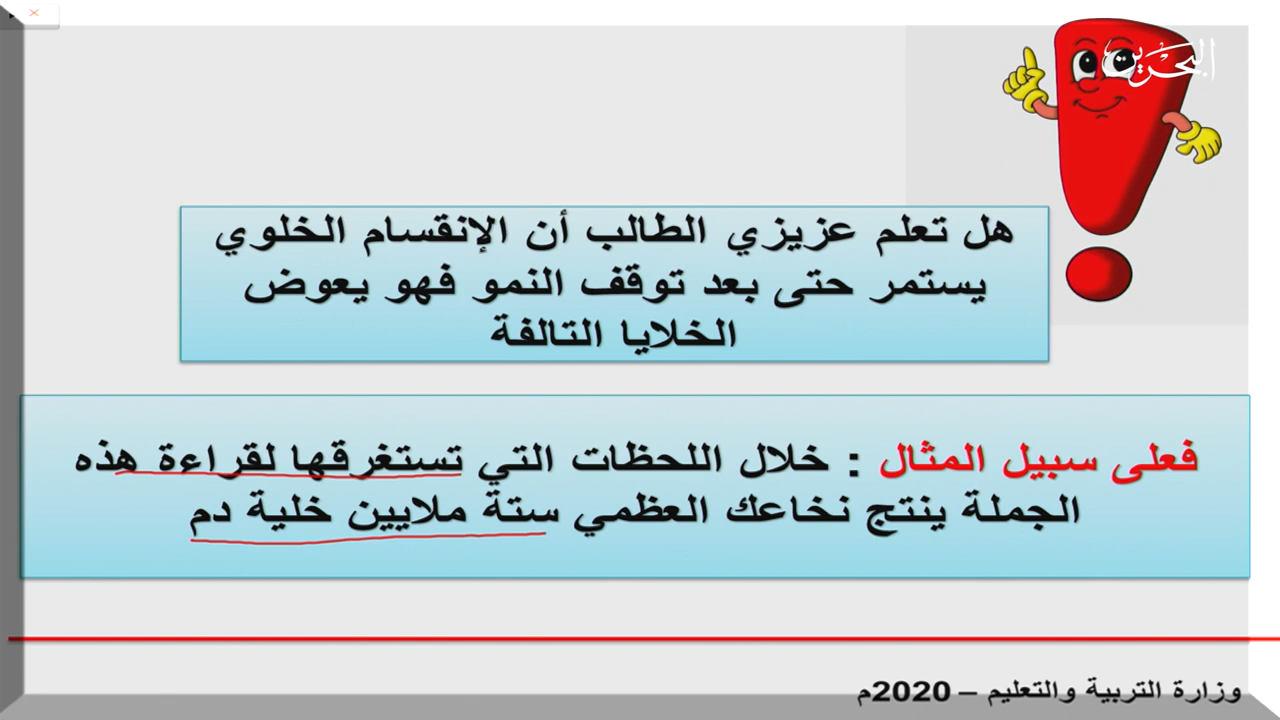 البحرين
هل تعلم عزيزي الطالب أن الإنقسام الخلوي
يستمر حتى بعد توقف النمو فهو يعوض
الخلايا التالفة
فعلى سبيل المثال : خلال اللحظات التي تستغرقها لقراءة هذه
الجملة ينتج نخاعك العظمي ستة ملايين خلية دم
وزارة التربية والتعليم – 2020م